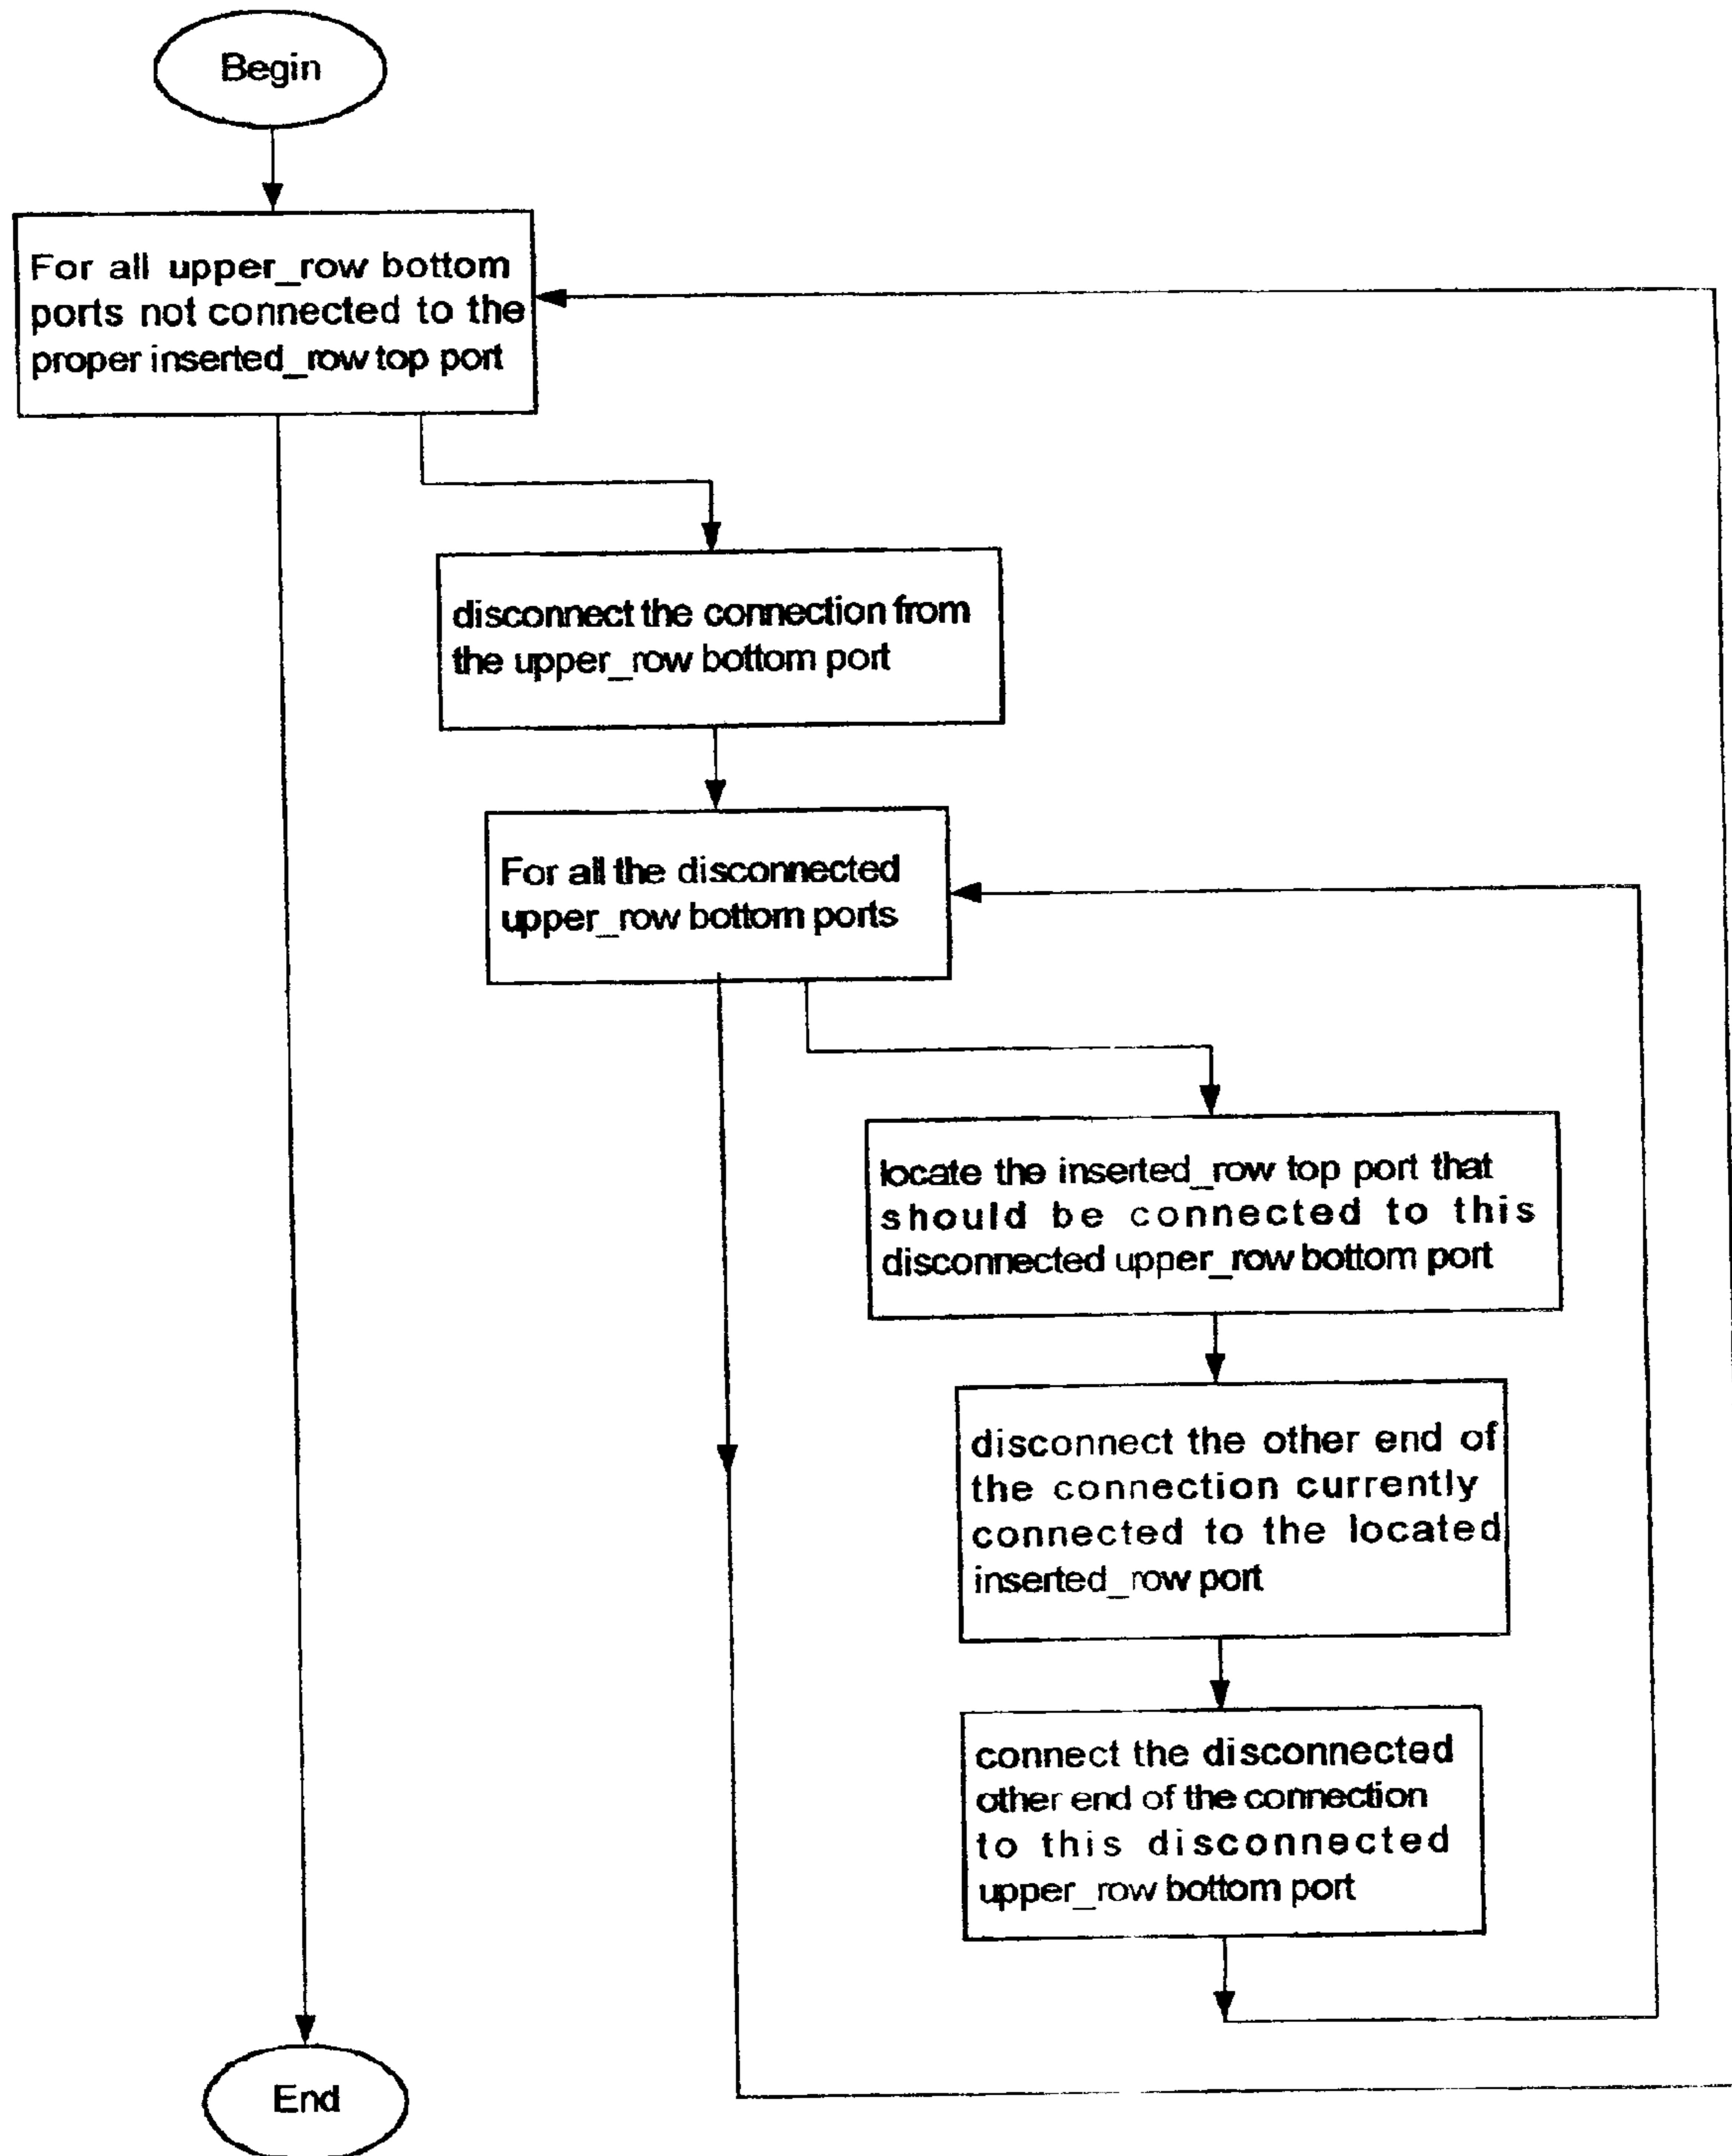 Begin
For all upper_row bottom
ports not connected to the
proper inserted_row top port
disconnect the connection from
the upper_row bottom port
For all the disconnected
upper_row bottom ports
locate the inserted_row top port that
should be connected to this
disconnected upper_row bottom port
disconnect the other end of
the connection currently
connected to the located
inserted_row port
connect the disconnected
other end of the connection
to this disconnected
upper_row bottom port
End